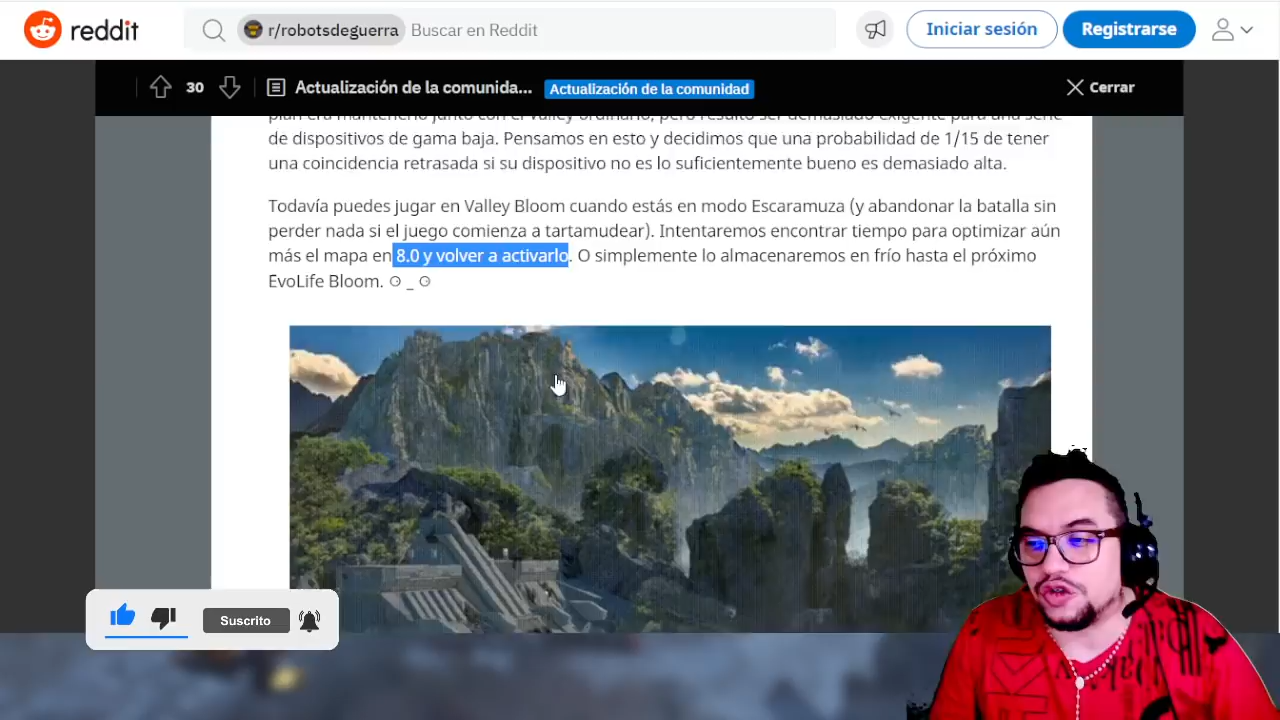 reddit
r/robotsdeguerra Buscar en Reddit
Iniciar sesión
Registrarse
30
Actualización de la comunida...
Actualización de la comunidad
Cerrar
plan era mantenerlo junto con el Valley ordinario, pero resultó ser demasiado exigente para una serie
de dispositivos de gama baja. Pensamos en esto y decidimos que una probabilidad de 1/15 de tener
una coincidencia retrasada si su dispositivo no es lo suficientemente bueno es demasiado alta.
Todavía puedes jugar en Valley Bloom cuando estás en modo Escaramuza (y abandonar la batalla sin
perder nada si el juego comienza a tartamudear). Intentaremos encontrar tiempo para optimizar aún
más el mapa en 8.0 y volver a activarlo. O simplemente lo almacenaremos en frío hasta el próximo
EvoLife Bloom. ⚆ _ ⚆
Suscrito